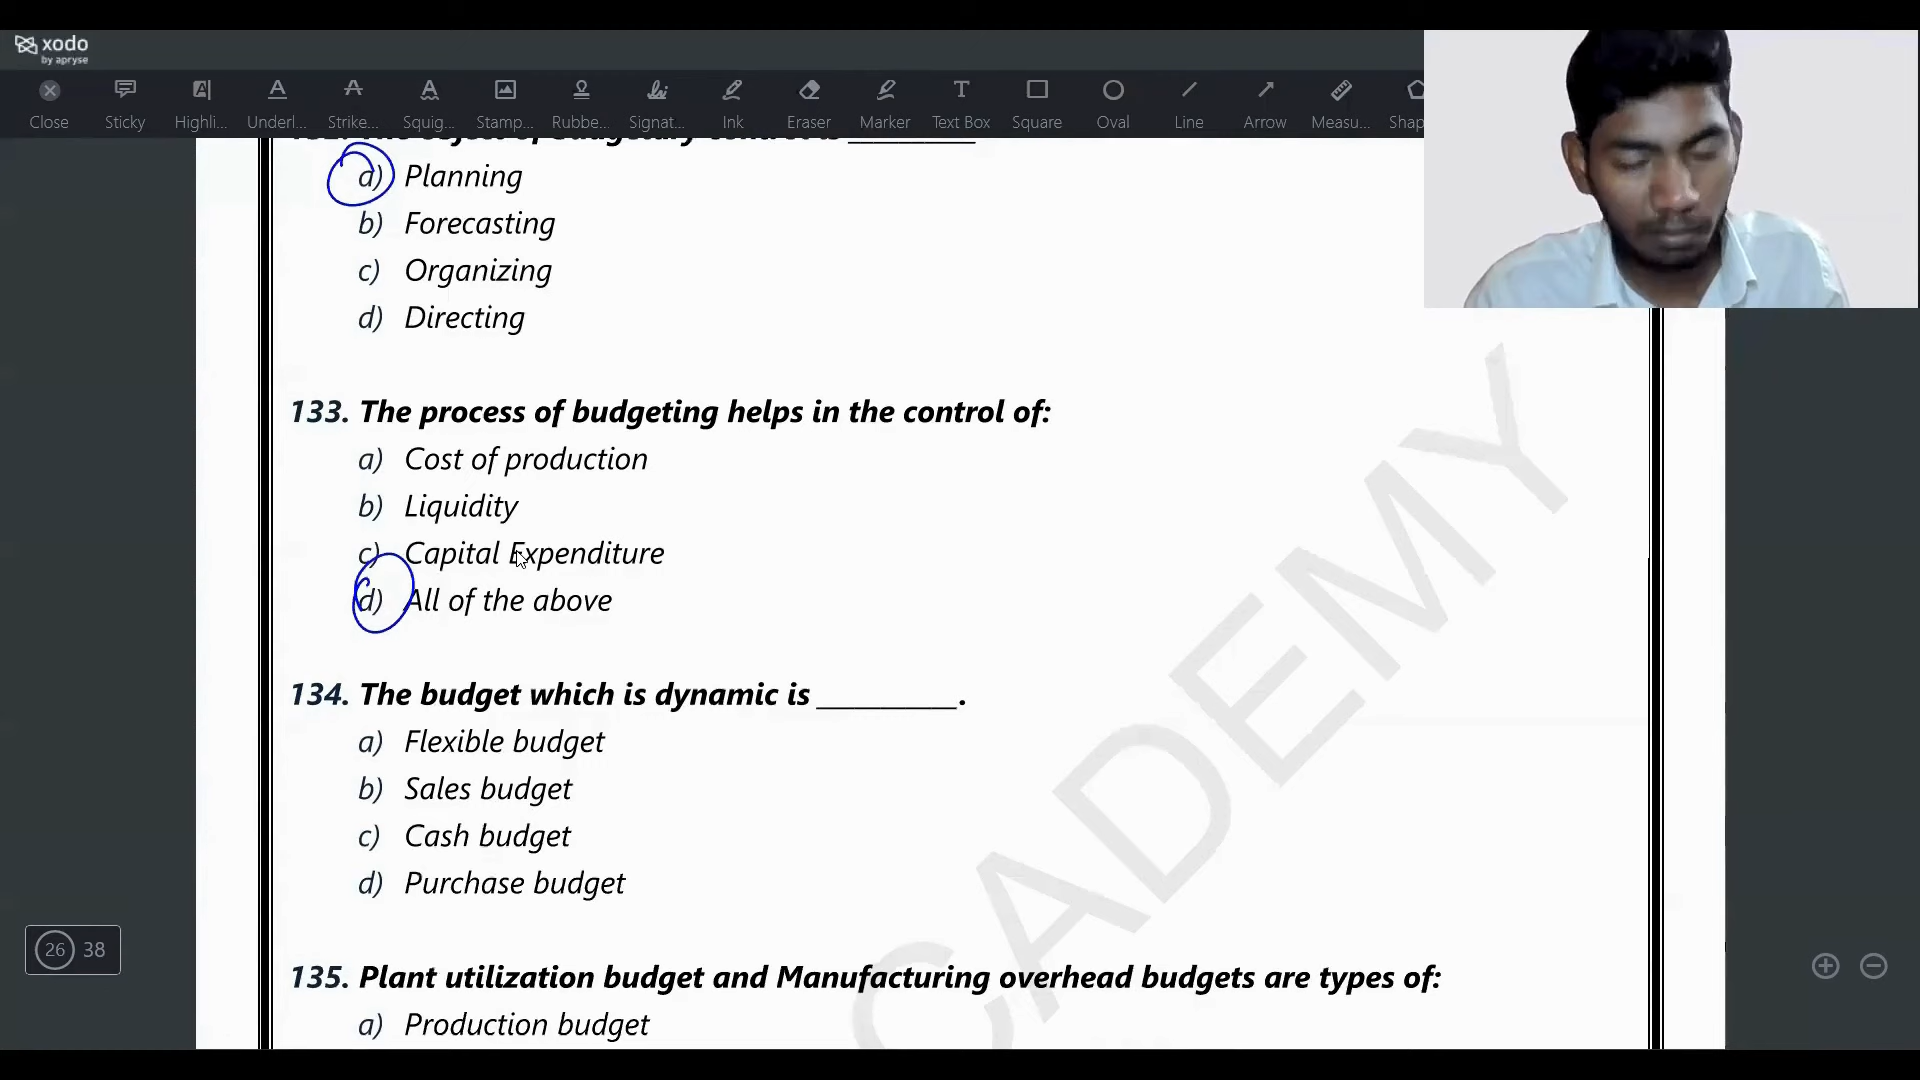 xodo
by apryse
Close Sticky Highli... Underl... Strike... Squig... Stamp... Rubbe... Signat... Ink Eraser Marker Text Box Square Oval Line Arrow Measu... Shap
a) Planning
b) Forecasting
c) Organizing
d) Directing
133. The process of budgeting helps in the control of:
a) Cost of production
b) Liquidity
c) Capital Expenditure
d) All of the above
134. The budget which is dynamic is _________.
a) Flexible budget
b) Sales budget
c) Cash budget
d) Purchase budget
135. Plant utilization budget and Manufacturing overhead budgets are types of:
a) Production budget
26 38
CADEMY